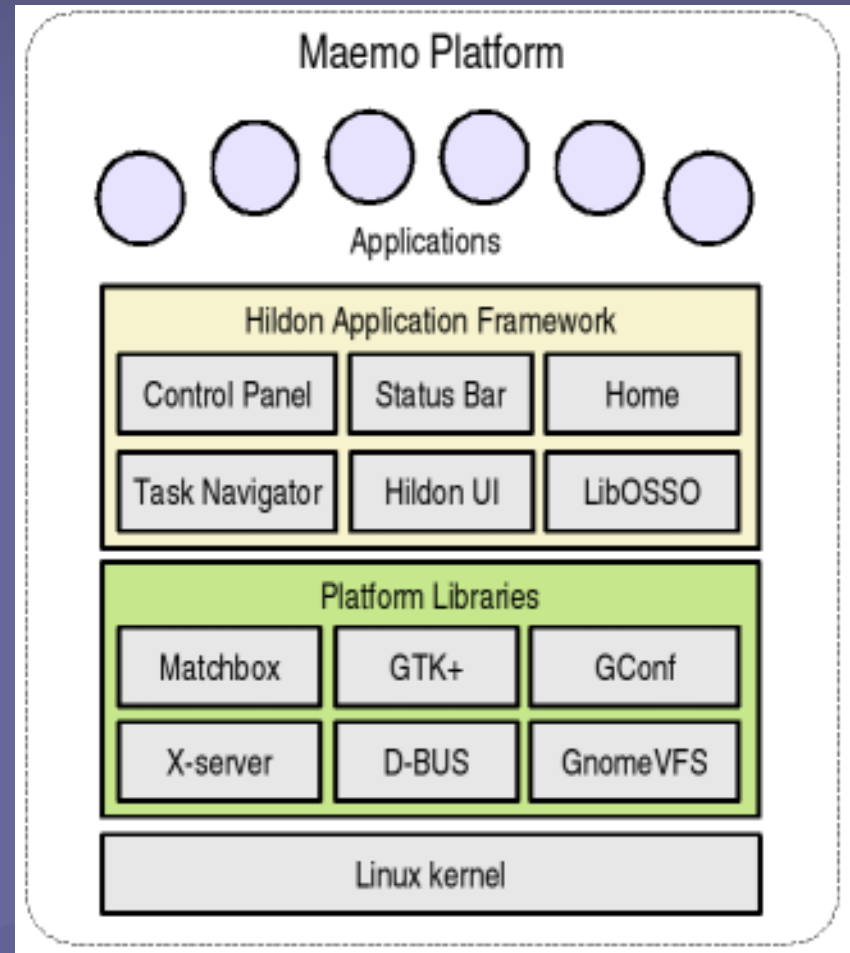 Maemo Platform
Applications
Hildon Application Framework
Control Panel
Status Bar
Home
Task Navigator
Hildon UI
LibOSSO
Platform Libraries
Matchbox
GTK+
GConf
X-server
D-BUS
GnomeVFS
Linux kernel